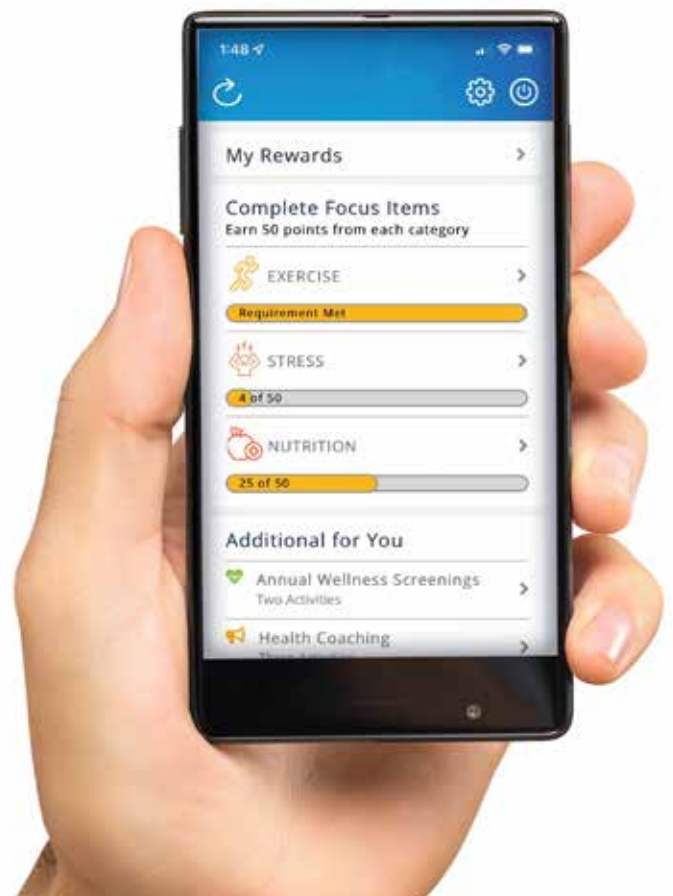 1:48
My Rewards
Complete Focus Items
Earn 50 points from each category
EXERCISE
Requirement Met
STRESS
4 of 50
NUTRITION
25 of 50
Additional for You
Annual Wellness Screenings
Two Activities
Health Coaching